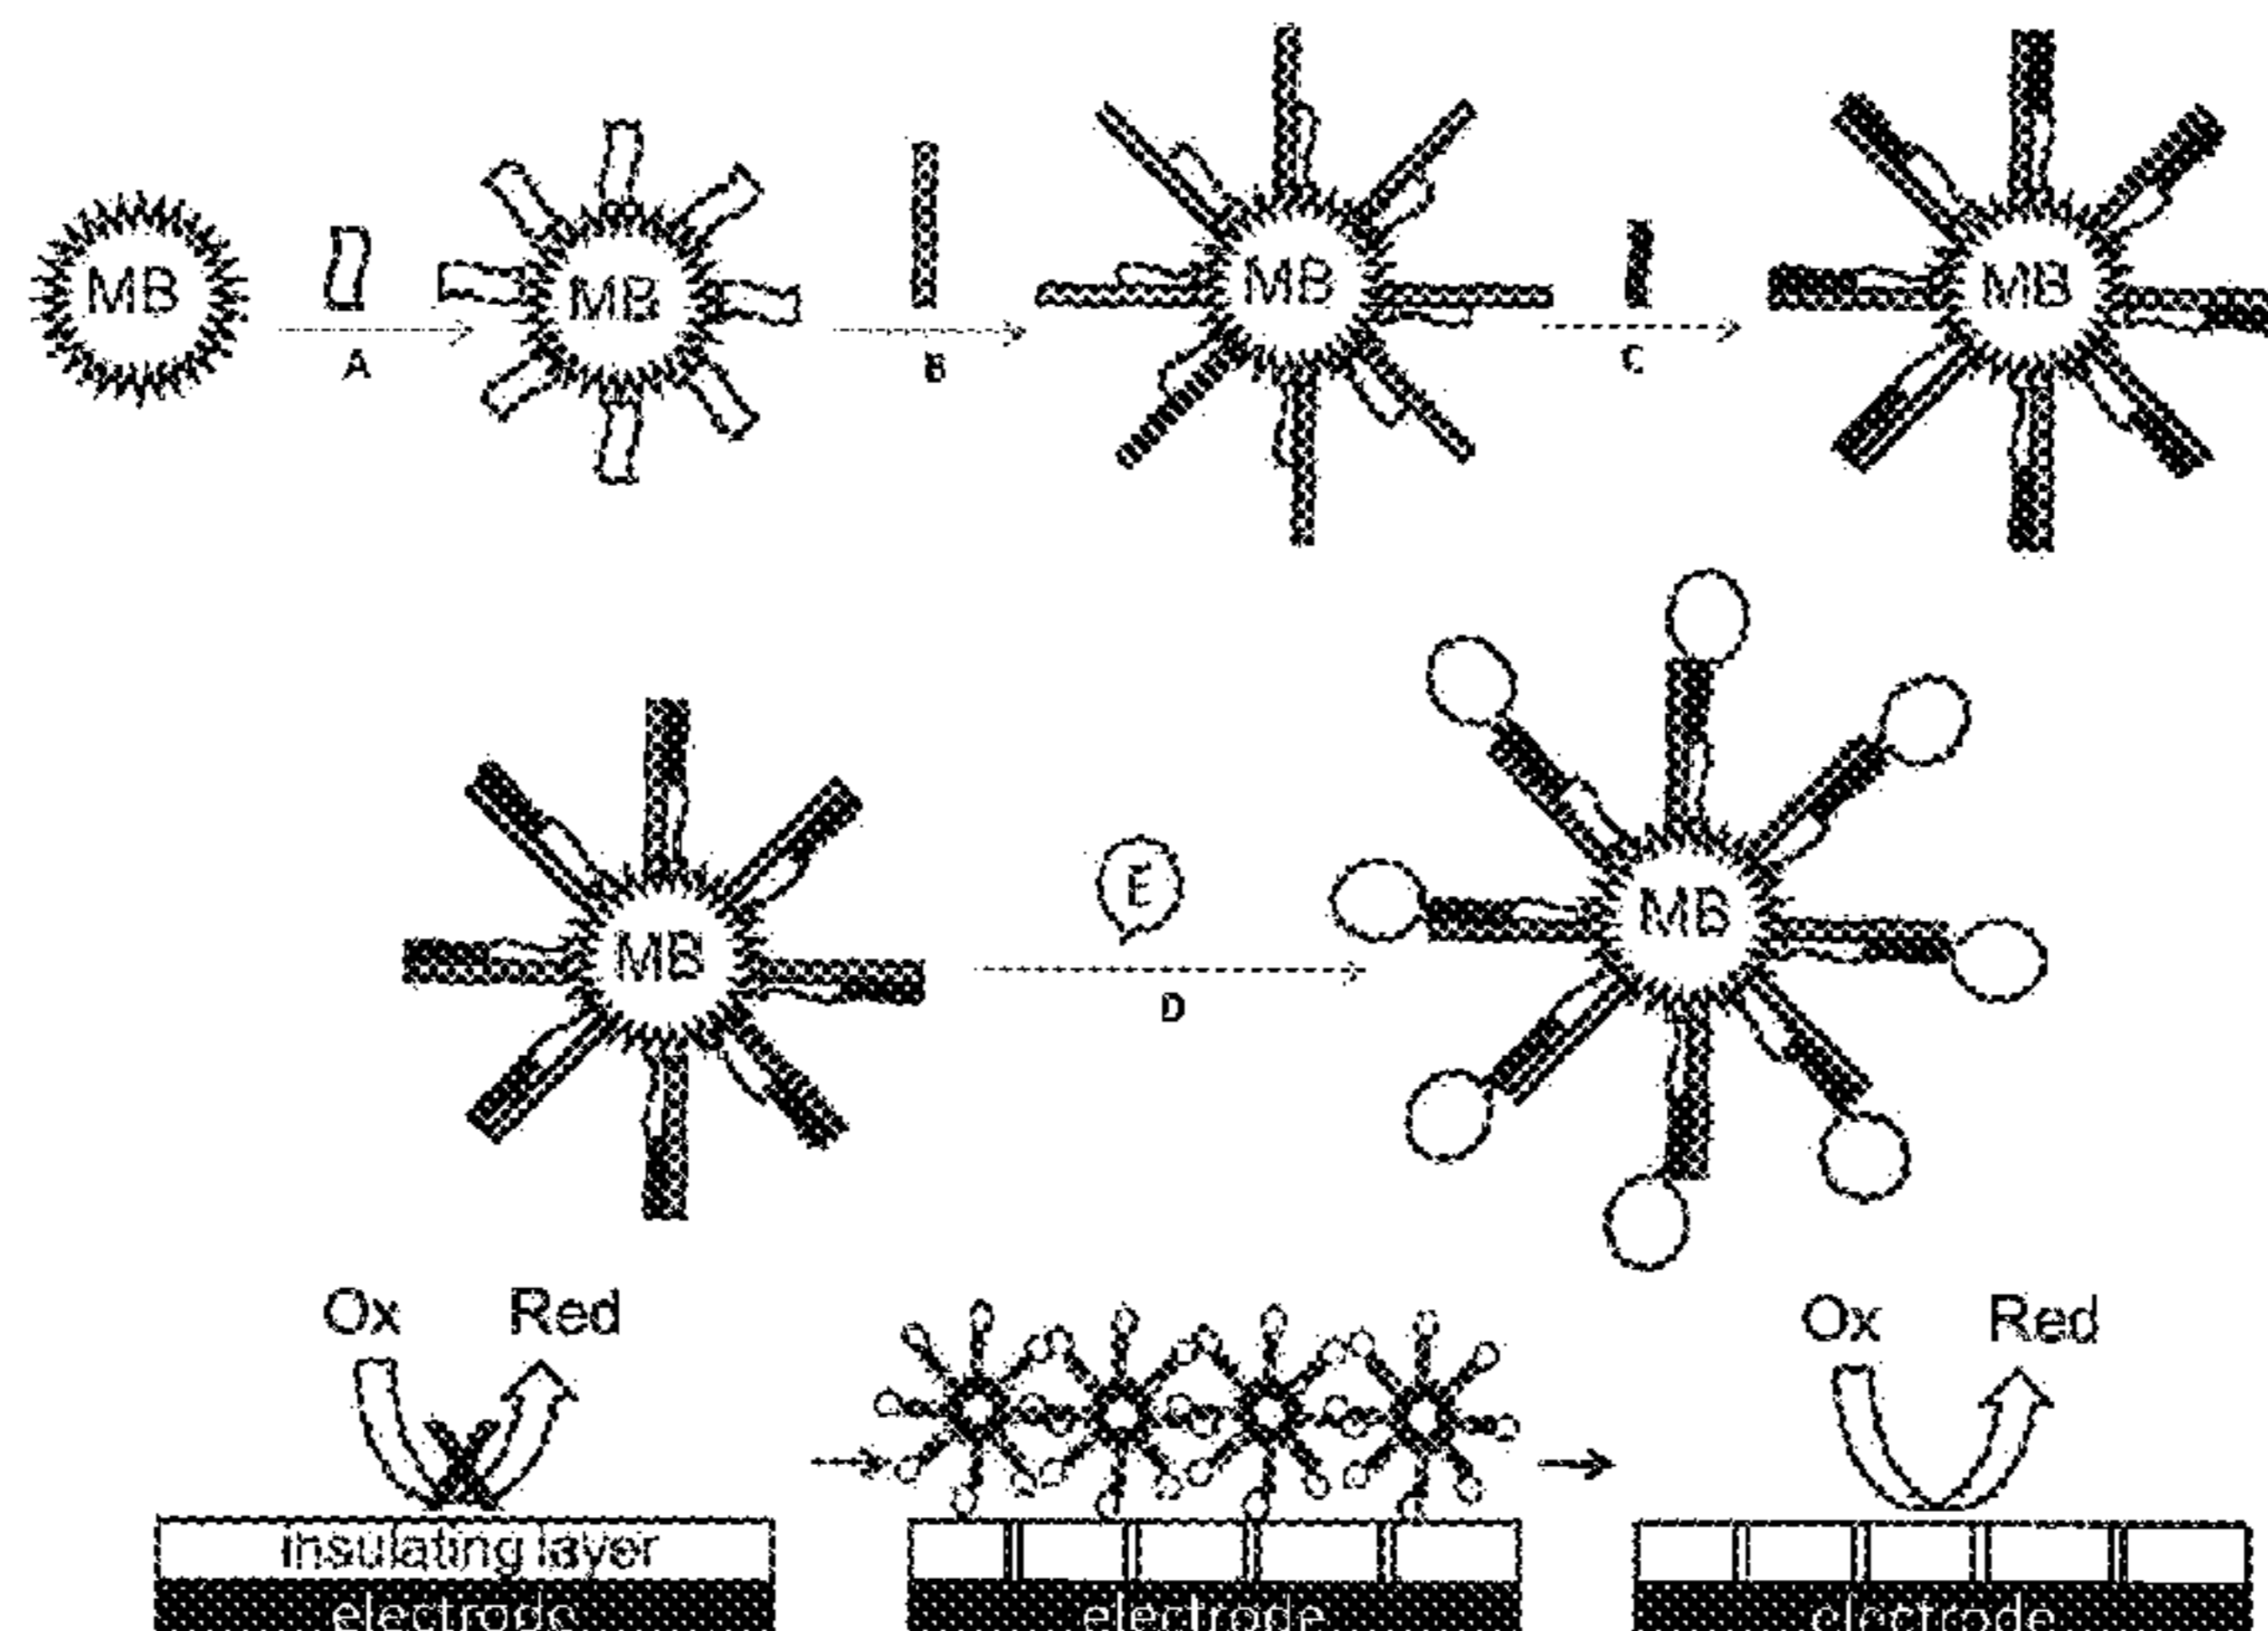 MB MB MB MB
A B C
E
MB MB
D
Ox Red Ox Red
insulating layer
electrode electrode electrode